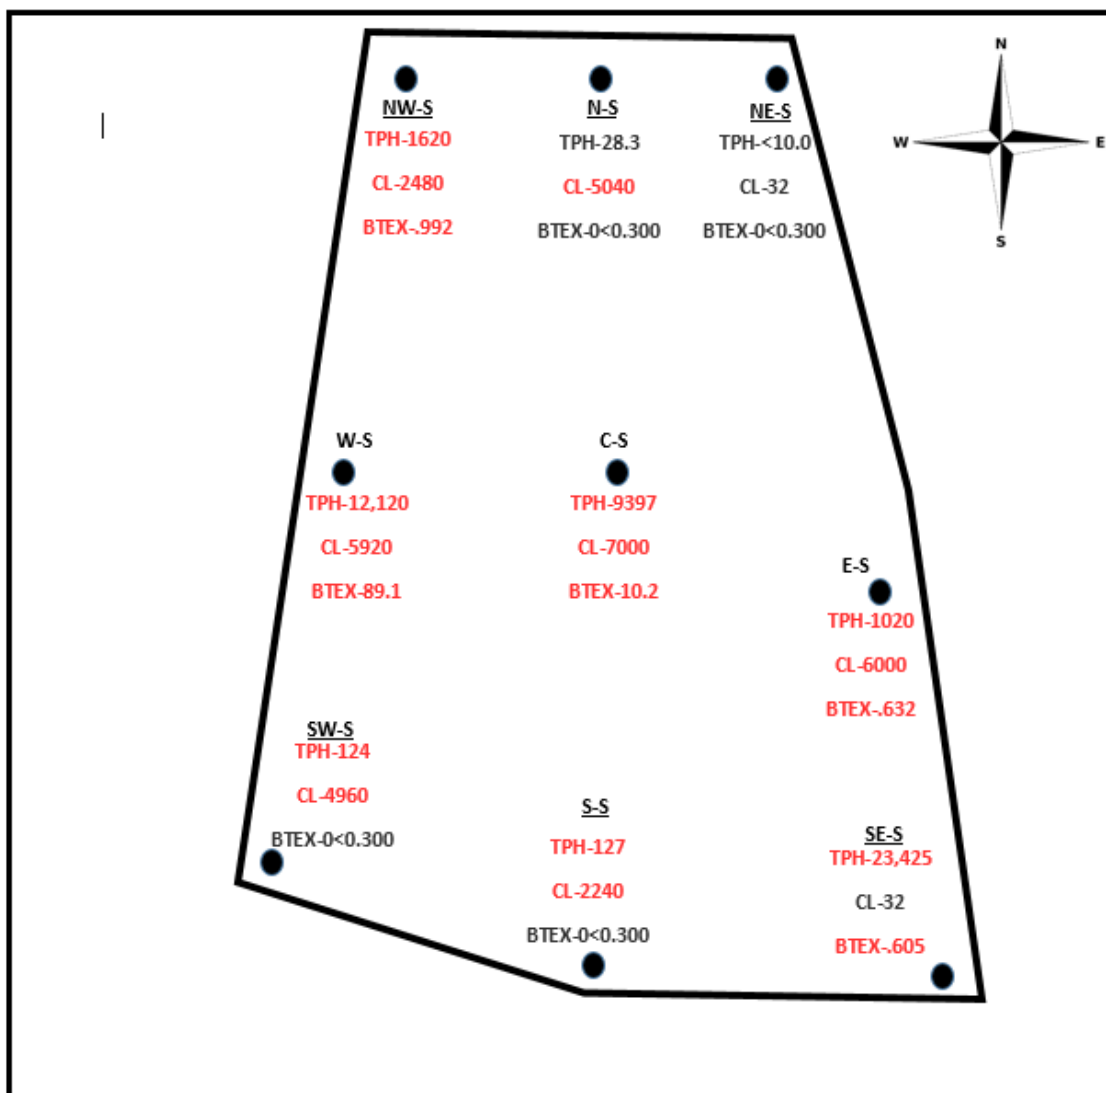 N
W
E
S
NW-S
TPH-1620
CL-2480
BTEX-.992
N-S
TPH-28.3
CL-5040
BTEX-0<0.300
NE-S
TPH-<10.0
CL-32
BTEX-0<0.300
W-S
TPH-12,120
CL-5920
BTEX-89.1
C-S
TPH-9397
CL-7000
BTEX-10.2
E-S
TPH-1020
CL-6000
BTEX-.632
SW-S
TPH-124
CL-4960
BTEX-0<0.300
S-S
TPH-127
CL-2240
BTEX-0<0.300
SE-S
TPH-23,425
CL-32
BTEX-.605